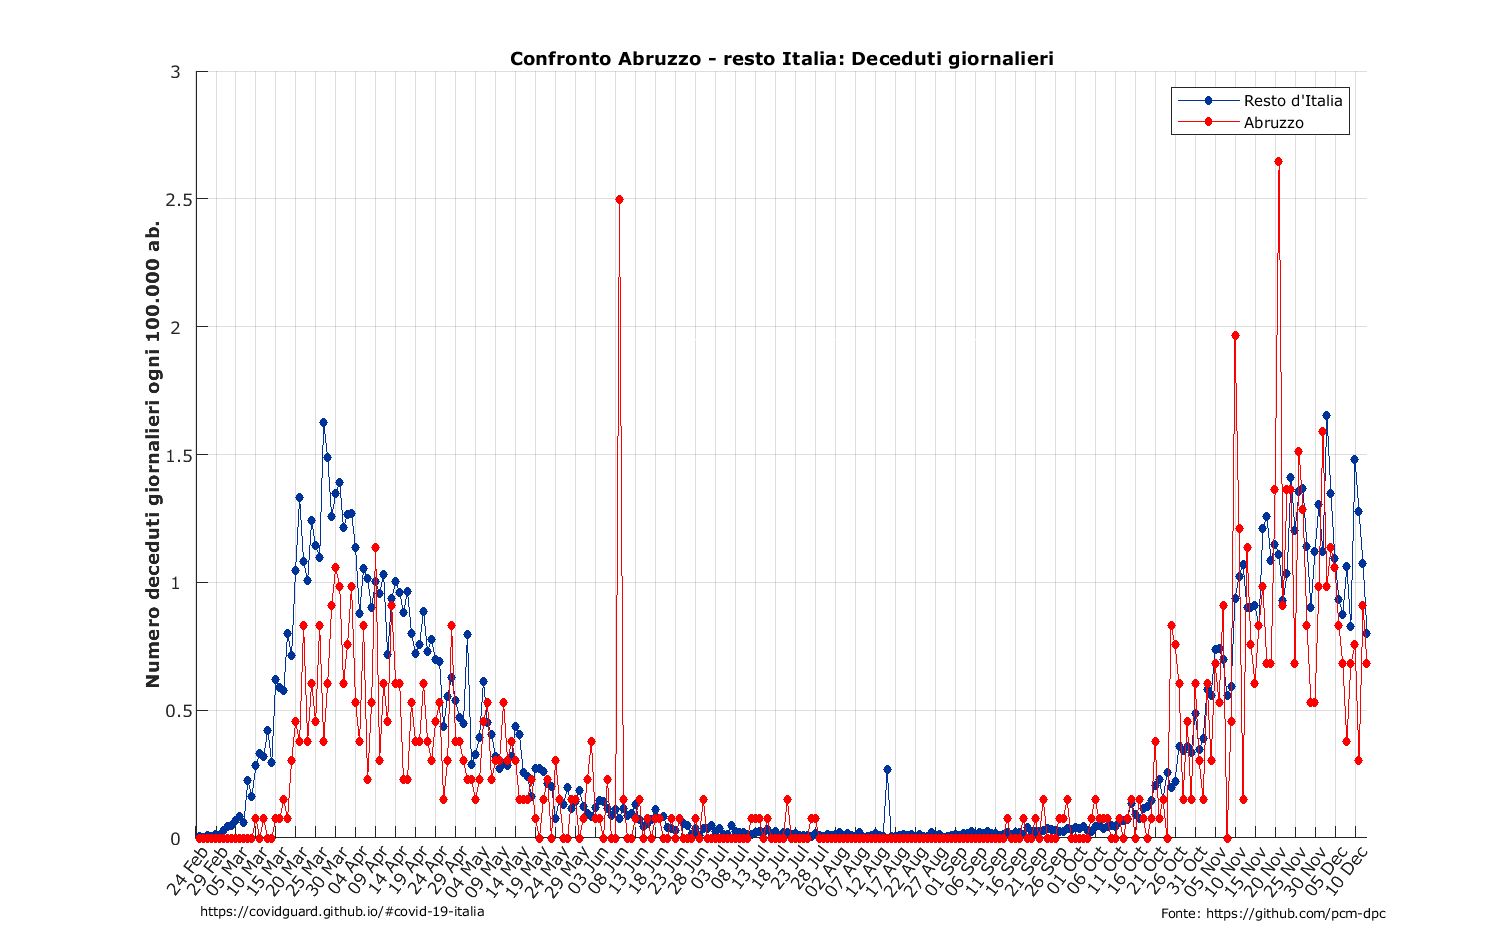 Confronto Abruzzo - resto Italia: Deceduti giornalieri
3
2.5
2
1.5
1
0.5
0
Numero deceduti giornalieri ogni 100.000 ab.
Resto d'Italia
Abruzzo
24 Feb
29 Feb
05 Mar
10 Mar
15 Mar
20 Mar
25 Mar
30 Mar
04 Apr
09 Apr
14 Apr
19 Apr
24 Apr
29 Apr
04 May
09 May
14 May
19 May
24 May
29 May
03 Jun
08 Jun
13 Jun
18 Jun
23 Jun
28 Jun
03 Jul
08 Jul
13 Jul
18 Jul
23 Jul
28 Jul
02 Aug
07 Aug
12 Aug
17 Aug
22 Aug
27 Aug
01 Sep
06 Sep
11 Sep
16 Sep
21 Sep
26 Sep
01 Oct
06 Oct
11 Oct
16 Oct
21 Oct
26 Oct
31 Oct
05 Nov
10 Nov
15 Nov
20 Nov
25 Nov
30 Nov
05 Dec
10 Dec
https://covidguard.github.io/#covid-19-italia
Fonte: https://github.com/pcm-dpc